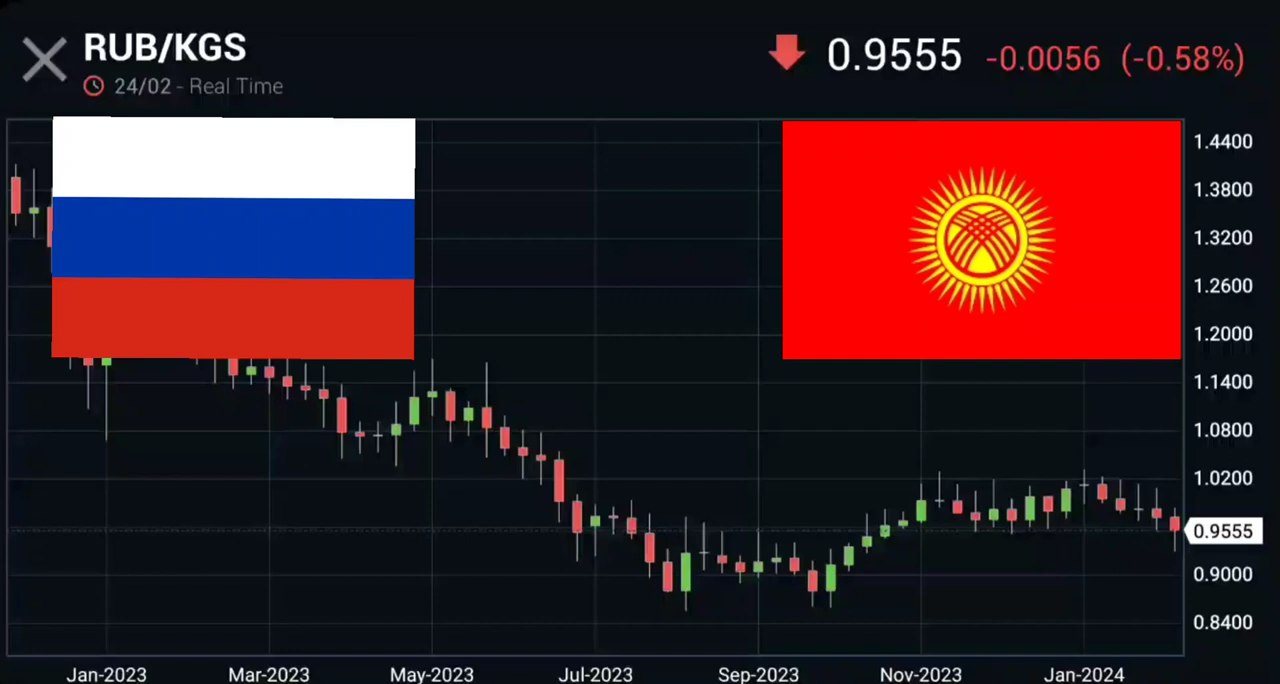 RUB/KGS
24/02 - Real Time
0.9555 -0.0056 (-0.58%)
1.4400
1.3800
1.3200
1.2600
1.2000
1.1400
1.0800
1.0200
0.9555
0.9000
0.8400
Jan-2023 Mar-2023 May-2023 Jul-2023 Sep-2023 Nov-2023 Jan-2024